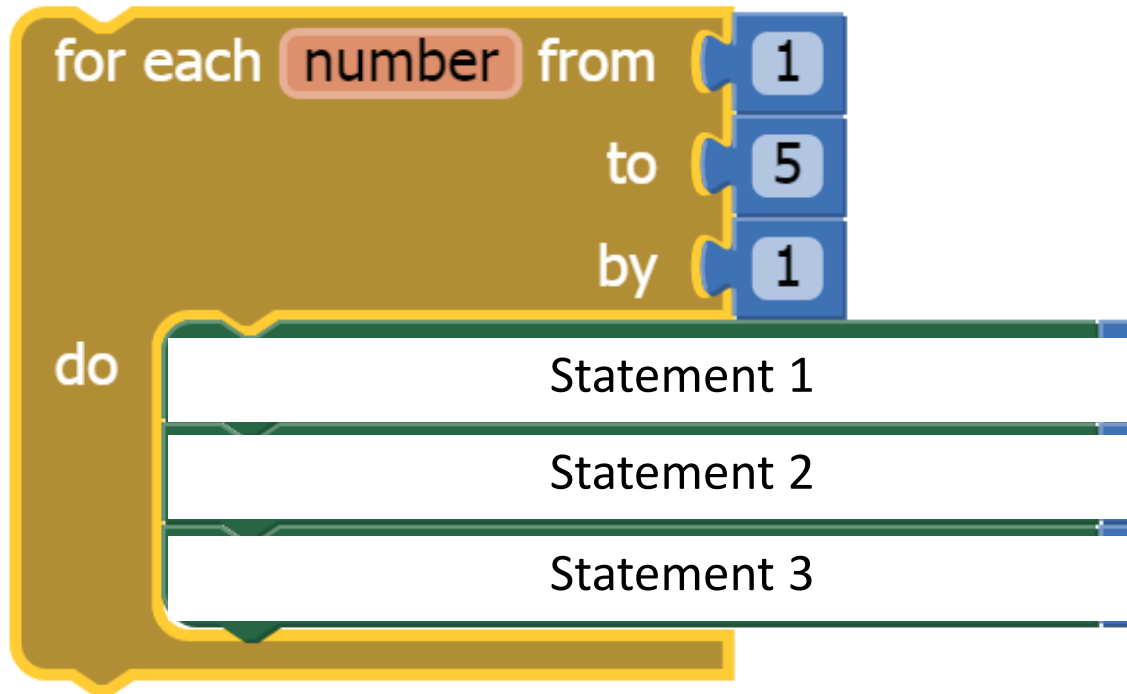 for each number from 1
to 5
by 1
do
Statement 1
Statement 2
Statement 3